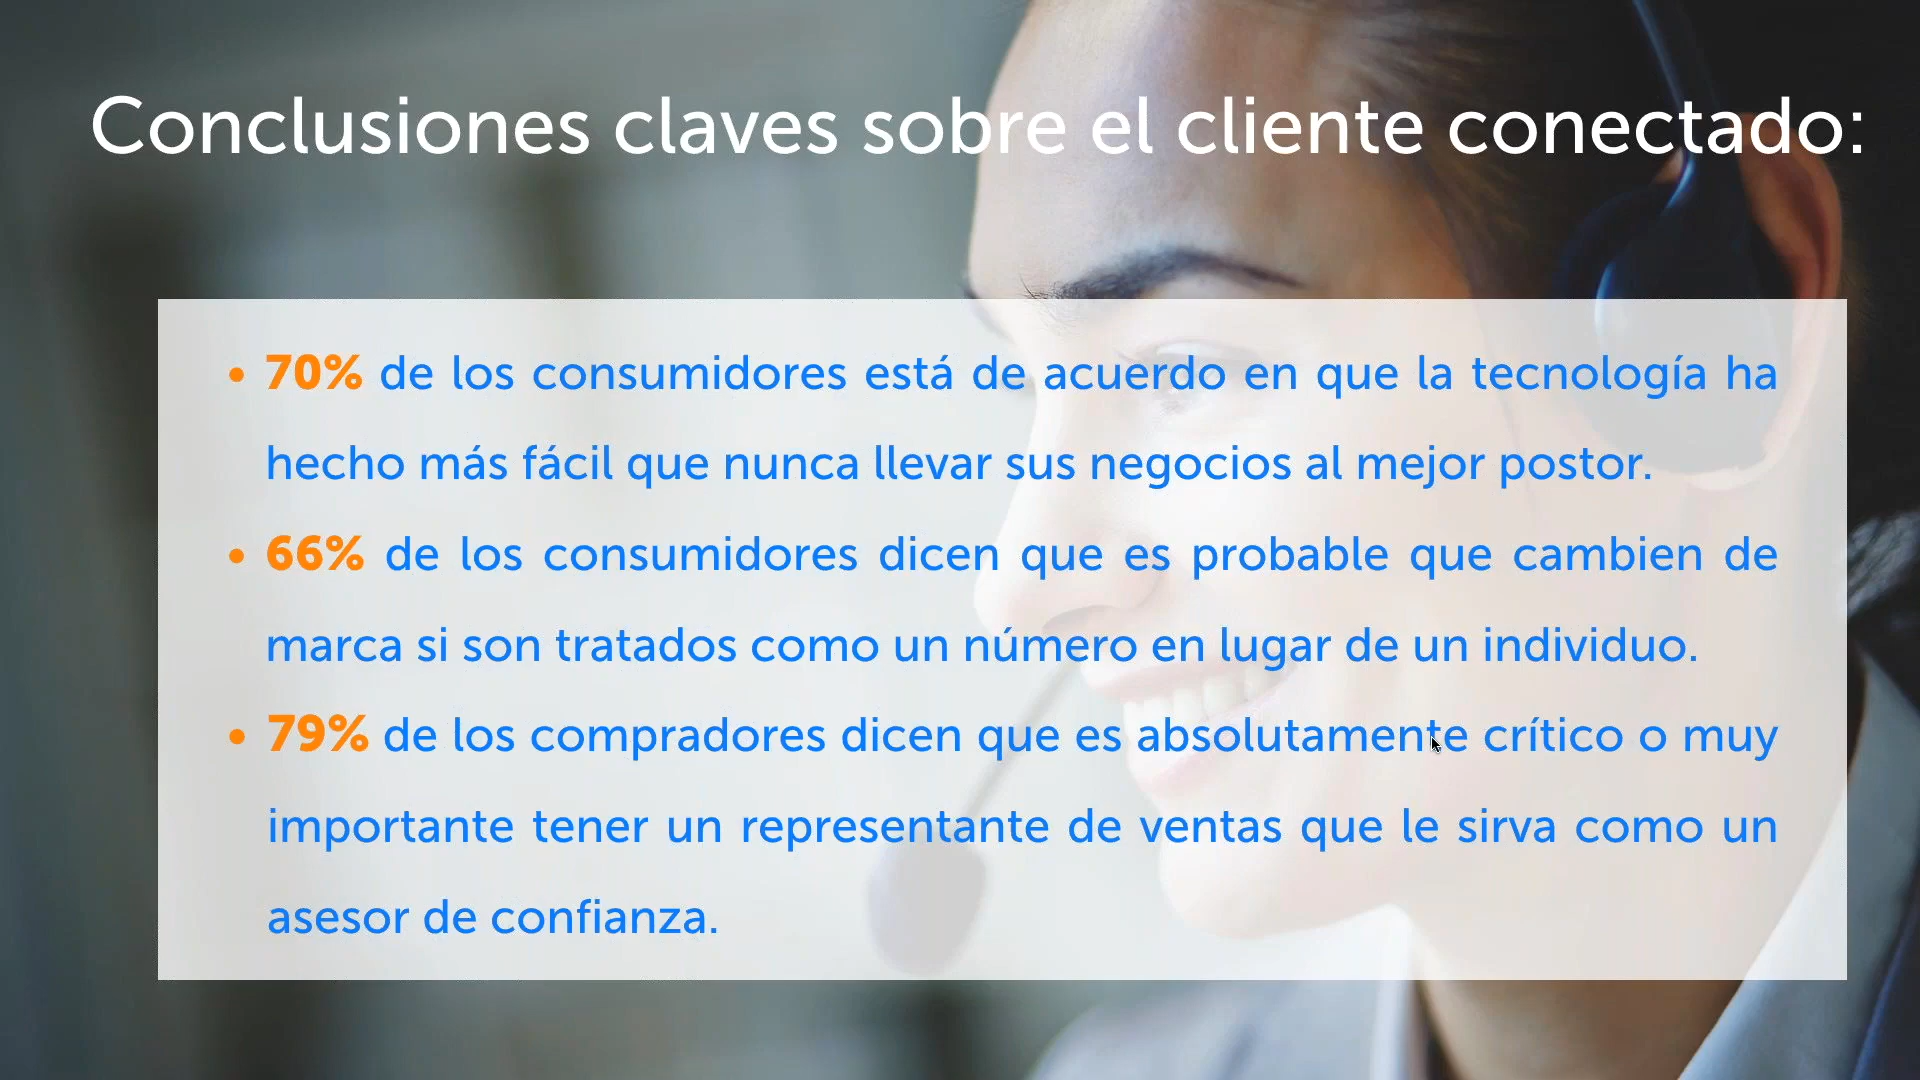 Conclusiones claves sobre el cliente conectado:
• 70% de los consumidores está de acuerdo en que la tecnología ha
hecho más fácil que nunca llevar sus negocios al mejor postor.
• 66% de los consumidores dicen que es probable que cambien de
marca si son tratados como un número en lugar de un individuo.
• 79% de los compradores dicen que es absolutamente crítico o muy
importante tener un representante de ventas que le sirva como un
asesor de confianza.